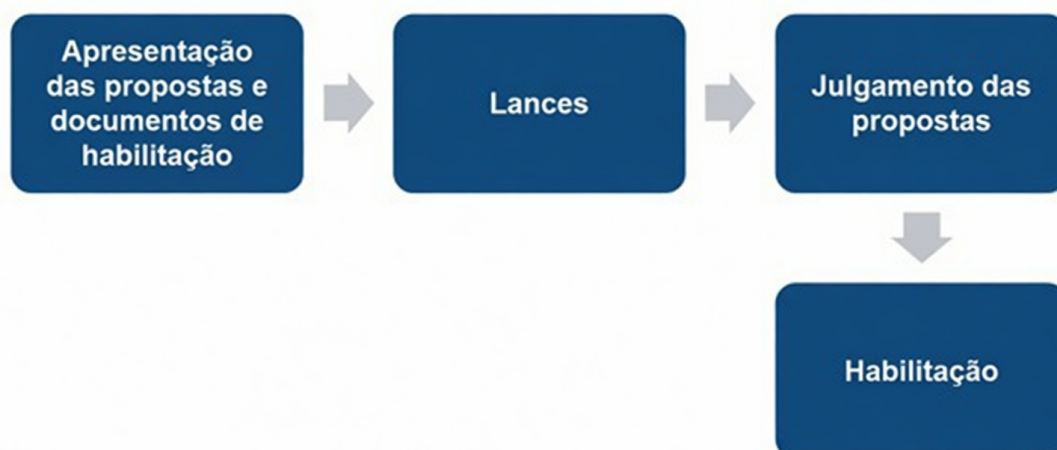 Apresentação
das propostas e
documentos de
habilitação
Lances
Julgamento das
propostas
Habilitação